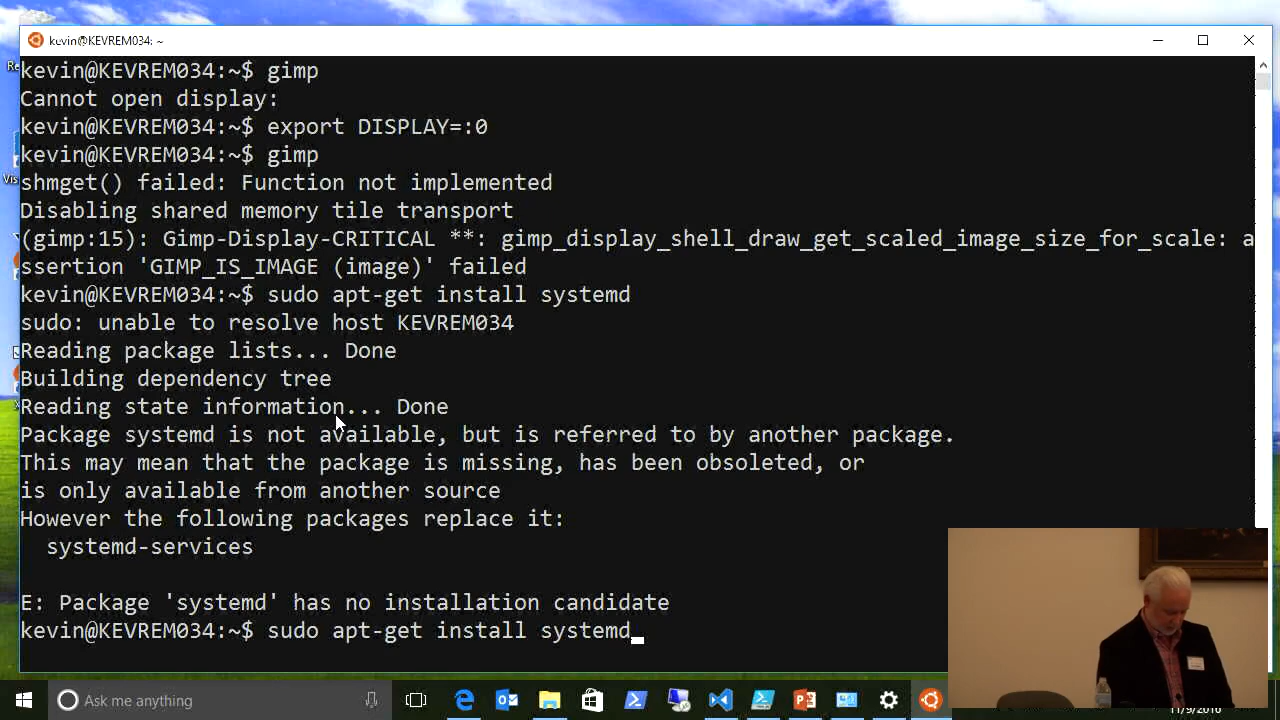 kevin@KEVREM034: ~
kevin@KEVREM034:~$ gimp
Cannot open display:
kevin@KEVREM034:~$ export DISPLAY=:0
kevin@KEVREM034:~$ gimp
shmget() failed: Function not implemented
Disabling shared memory tile transport
(gimp:15): Gimp-Display-CRITICAL **: gimp_display_shell_draw_get_scaled_image_size_for_scale: a
ssertion 'GIMP_IS_IMAGE (image)' failed
kevin@KEVREM034:~$ sudo apt-get install systemd
sudo: unable to resolve host KEVREM034
Reading package lists... Done
Building dependency tree
Reading state information... Done
Package systemd is not available, but is referred to by another package.
This may mean that the package is missing, has been obsoleted, or
is only available from another source
However the following packages replace it:
  systemd-services
E: Package 'systemd' has no installation candidate
kevin@KEVREM034:~$ sudo apt-get install systemd
Ask me anything
11/9/2016